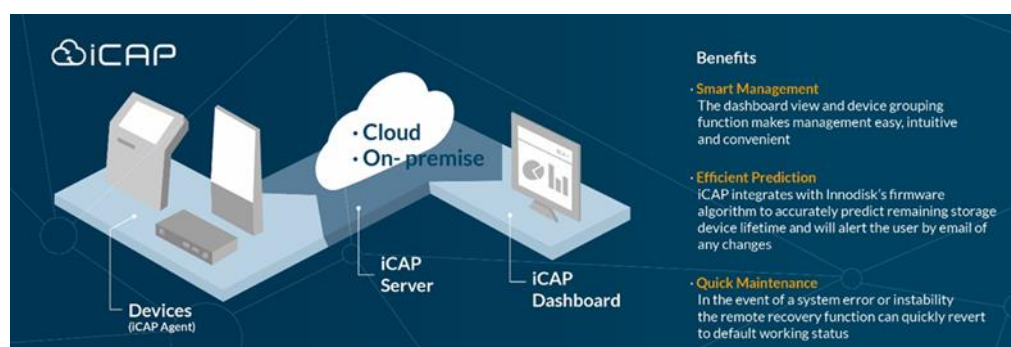 iCAP
· Cloud
· On- premise
iCAP
Server
iCAP
Dashboard
Devices
(iCAP Agent)
Benefits
· Smart Management
The dashboard view and device grouping
function makes management easy, intuitive
and convenient
· Efficient Prediction
iCAP integrates with Innodisk's firmware
algorithm to accurately predict remaining storage
device lifetime and will alert the user by email of
any changes
· Quick Maintenance
In the event of a system error or instability
the remote recovery function can quickly revert
to default working status